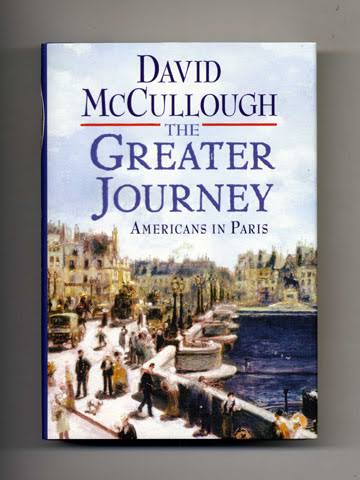 DAVID
MCCULLOUGH
THE
GREATER
JOURNEY
AMERICANS IN PARIS